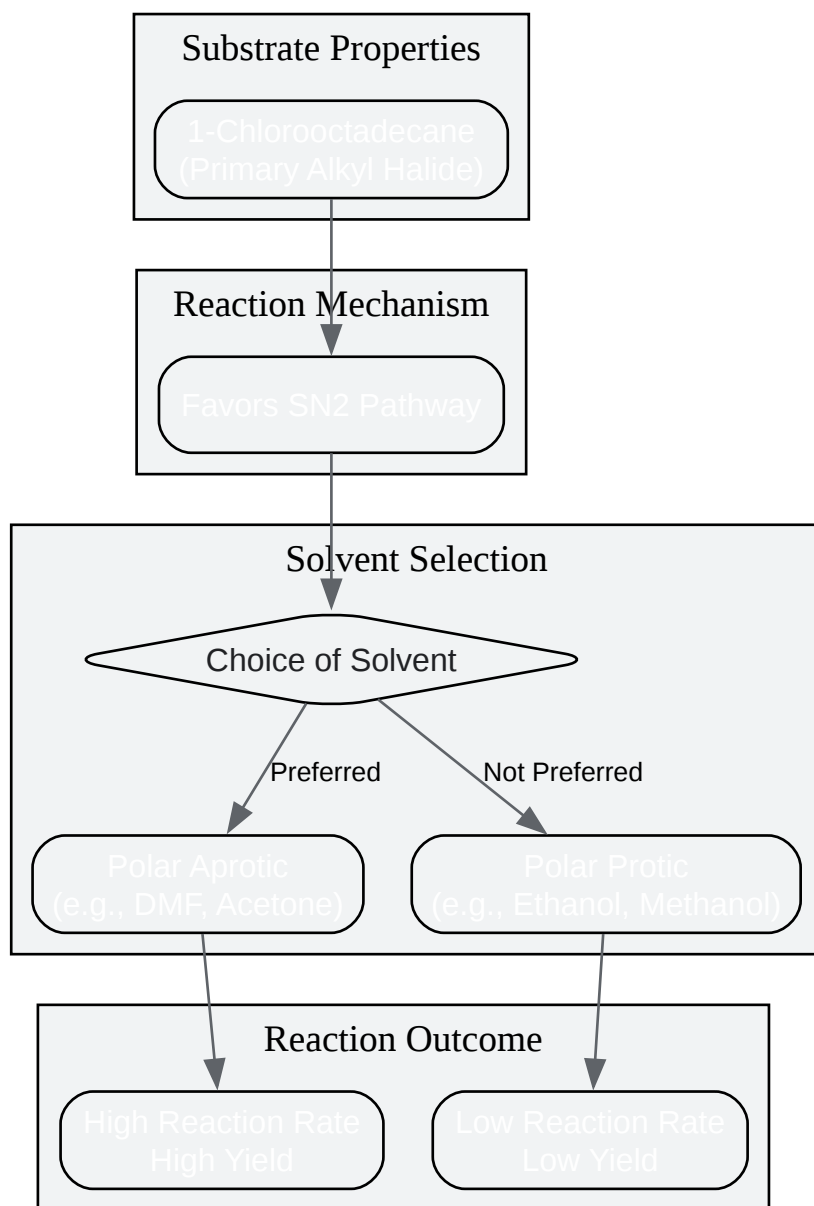 Substrate Properties
1-Chlorooctadecane
(Primary Alkyl Halide)
Reaction Mechanism
Favors SN2 Pathway
Solvent Selection
Choice of Solvent
Preferred
Not Preferred
Polar Aprotic
(e.g., DMF, Acetone)
Polar Protic
(e.g., Ethanol, Methanol)
Reaction Outcome
High Reaction Rate
High Yield
Low Reaction Rate
Low Yield